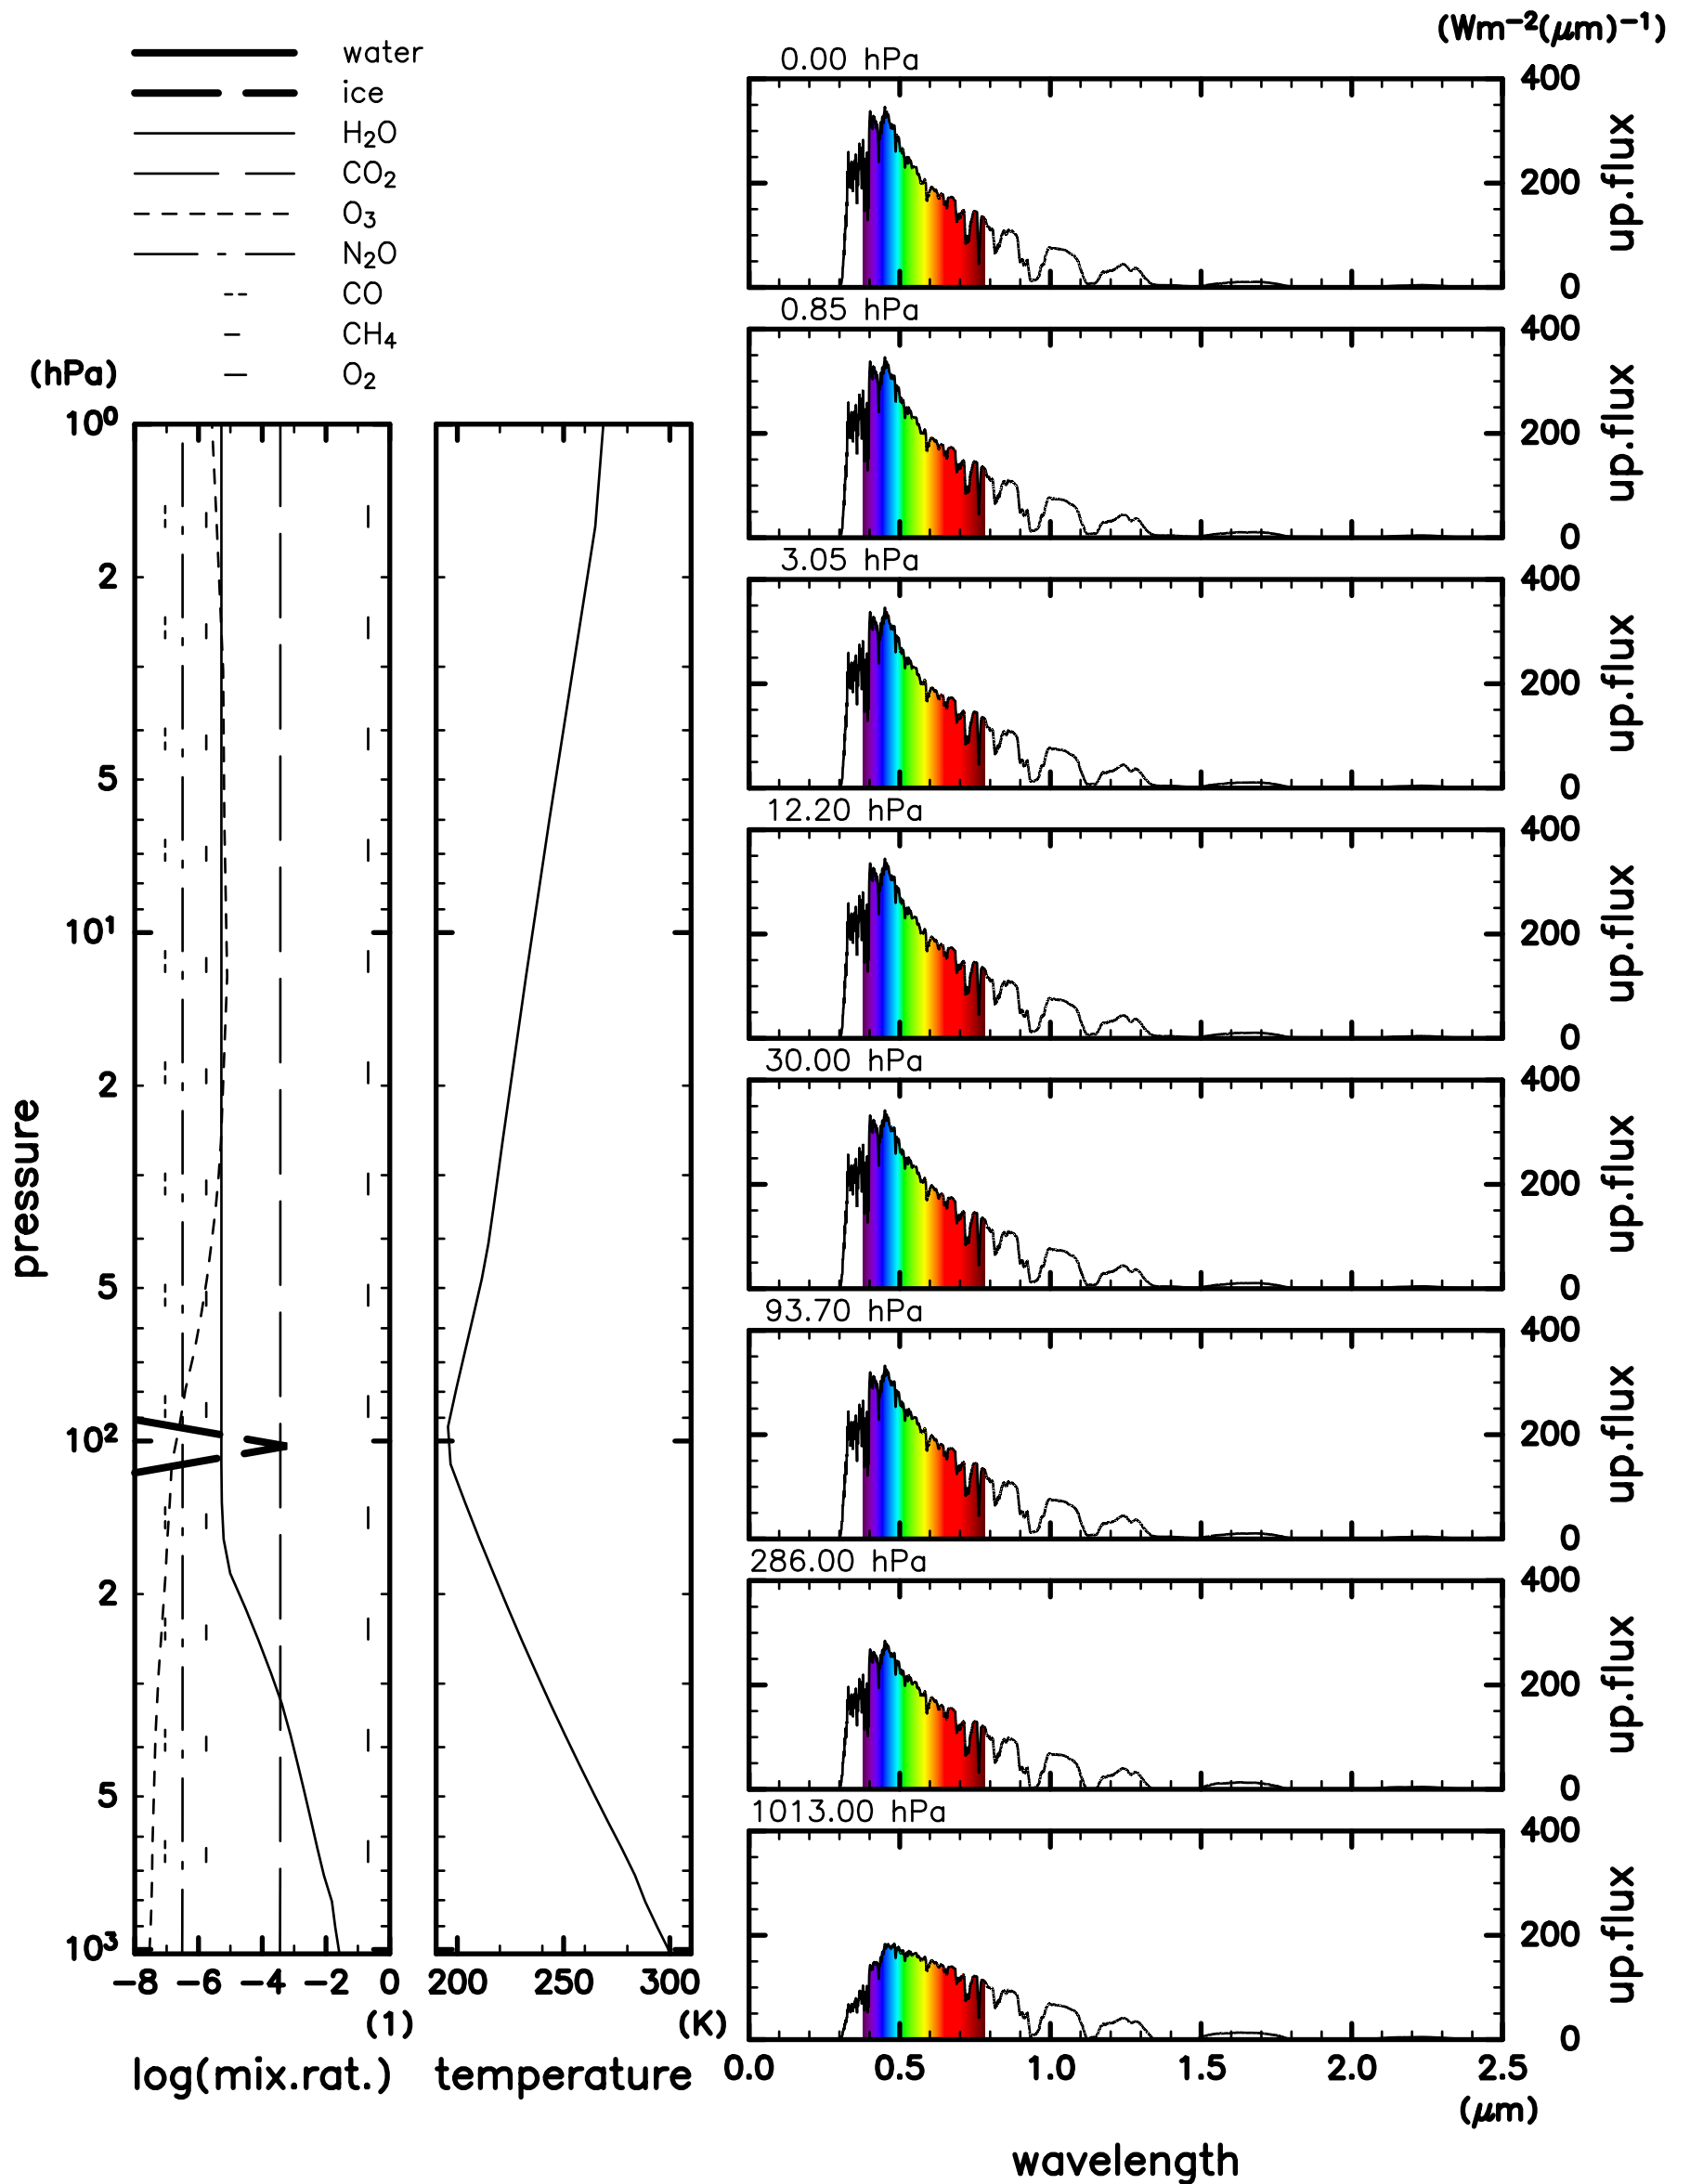 water
ice
H₂O
CO₂
O₃
N₂O
CO
CH₄
O₂
(hPa)
10⁰
2
5
10¹
2
5
10²
2
5
10³
pressure
−8 −6 −4 −2 0
(1)
log(mix.rat.)
200 250 300
(K)
temperature
(Wm⁻²(μm)⁻¹)
0.00 hPa
400
200
0
up.flux
0.85 hPa
400
200
0
up.flux
3.05 hPa
400
200
0
up.flux
12.20 hPa
400
200
0
up.flux
30.00 hPa
400
200
0
up.flux
93.70 hPa
400
200
0
up.flux
286.00 hPa
400
200
0
up.flux
1013.00 hPa
400
200
0
up.flux
0.0 0.5 1.0 1.5 2.0 2.5
(μm)
wavelength